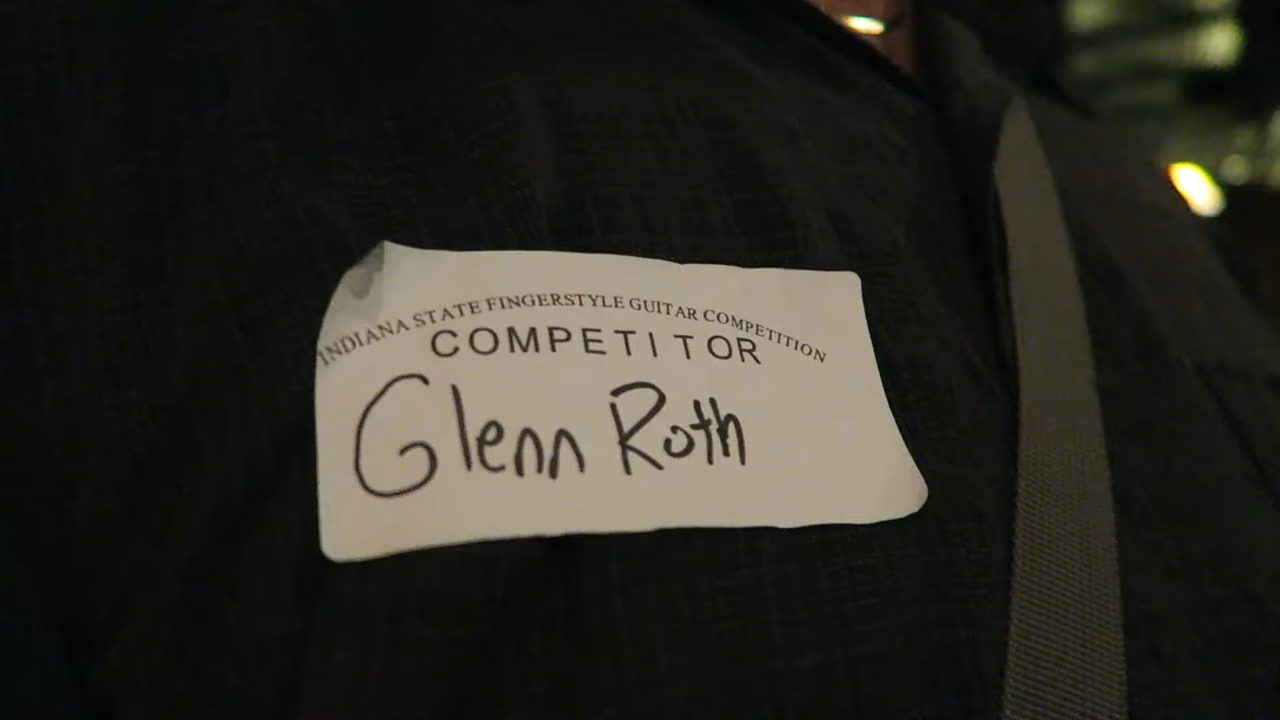 INDIANA STATE FINGERSTYLE GUITAR COMPETITION
COMPETITOR
Glenn Roth